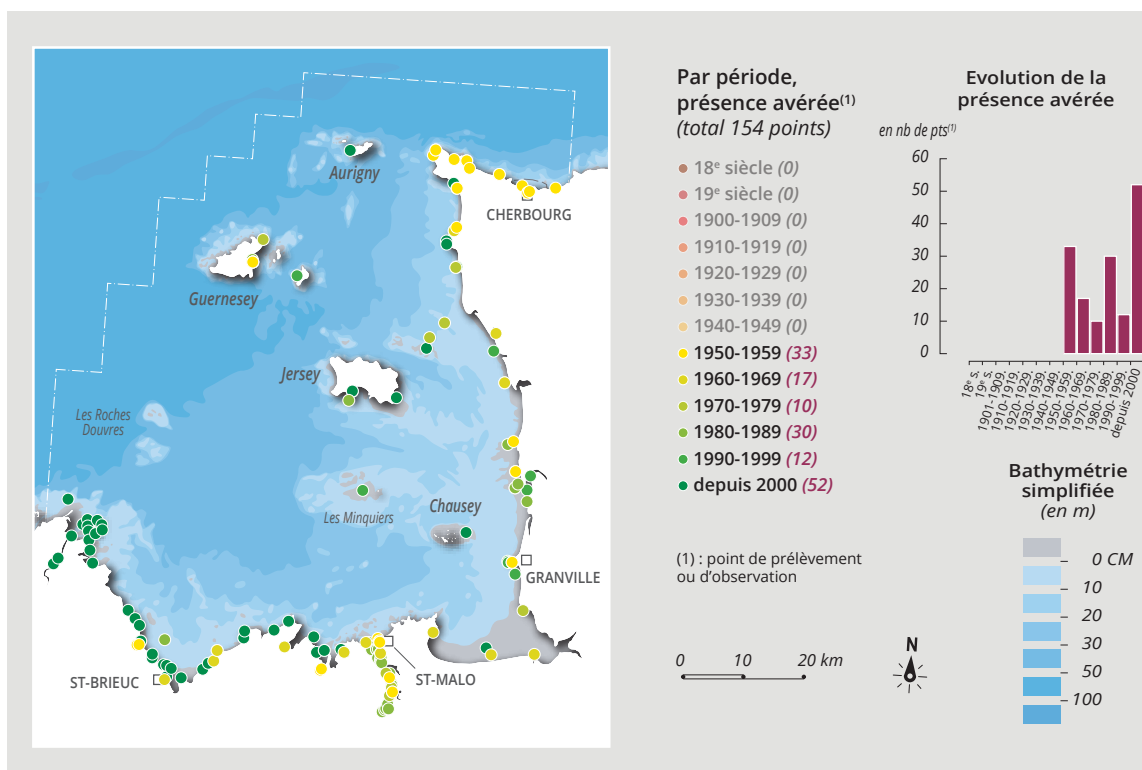 Aurigny
CHERBOURG
Guernesey
Jersey
Les Roches
Douvres
Les Minquiers
Chausey
GRANVILLE
ST-BRIEUC
ST-MALO
Par période,
présence avérée(1)
(total 154 points)
18e siècle (0)
19e siècle (0)
1900-1909 (0)
1910-1919 (0)
1920-1929 (0)
1930-1939 (0)
1940-1949 (0)
1950-1959 (33)
1960-1969 (17)
1970-1979 (10)
1980-1989 (30)
1990-1999 (12)
depuis 2000 (52)
(1) : point de prélèvement
ou d'observation
0 10 20 km
N
Evolution de la
présence avérée
en nb de pts(1)
60
50
40
30
20
10
0
18e s.
19e s.
1901-1909.
1910-1919.
1920-1929.
1930-1939.
1940-1949.
1950-1959.
1960-1969.
1970-1979.
1980-1989.
1990-1999.
depuis 2000
Bathymétrie
simplifiée
(en m)
0 CM
10
20
30
50
100